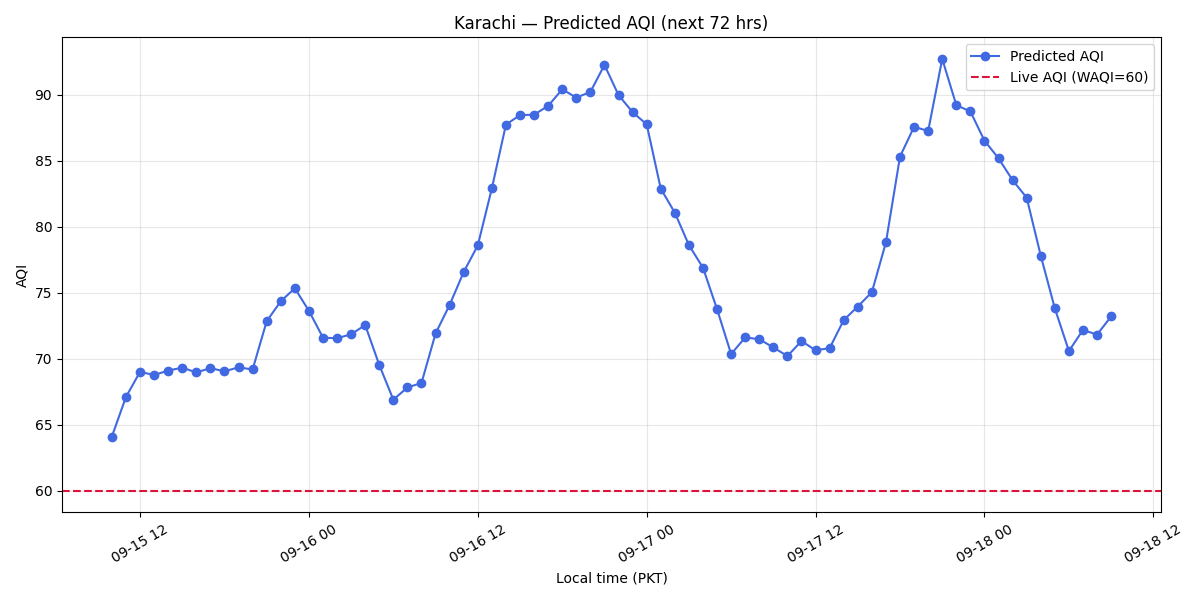 Karachi — Predicted AQI (next 72 hrs)
Predicted AQI
Live AQI (WAQI=60)
AQI
90
85
80
75
70
65
60
09-15 12
09-16 00
09-16 12
09-17 00
09-17 12
09-18 00
09-18 12
Local time (PKT)